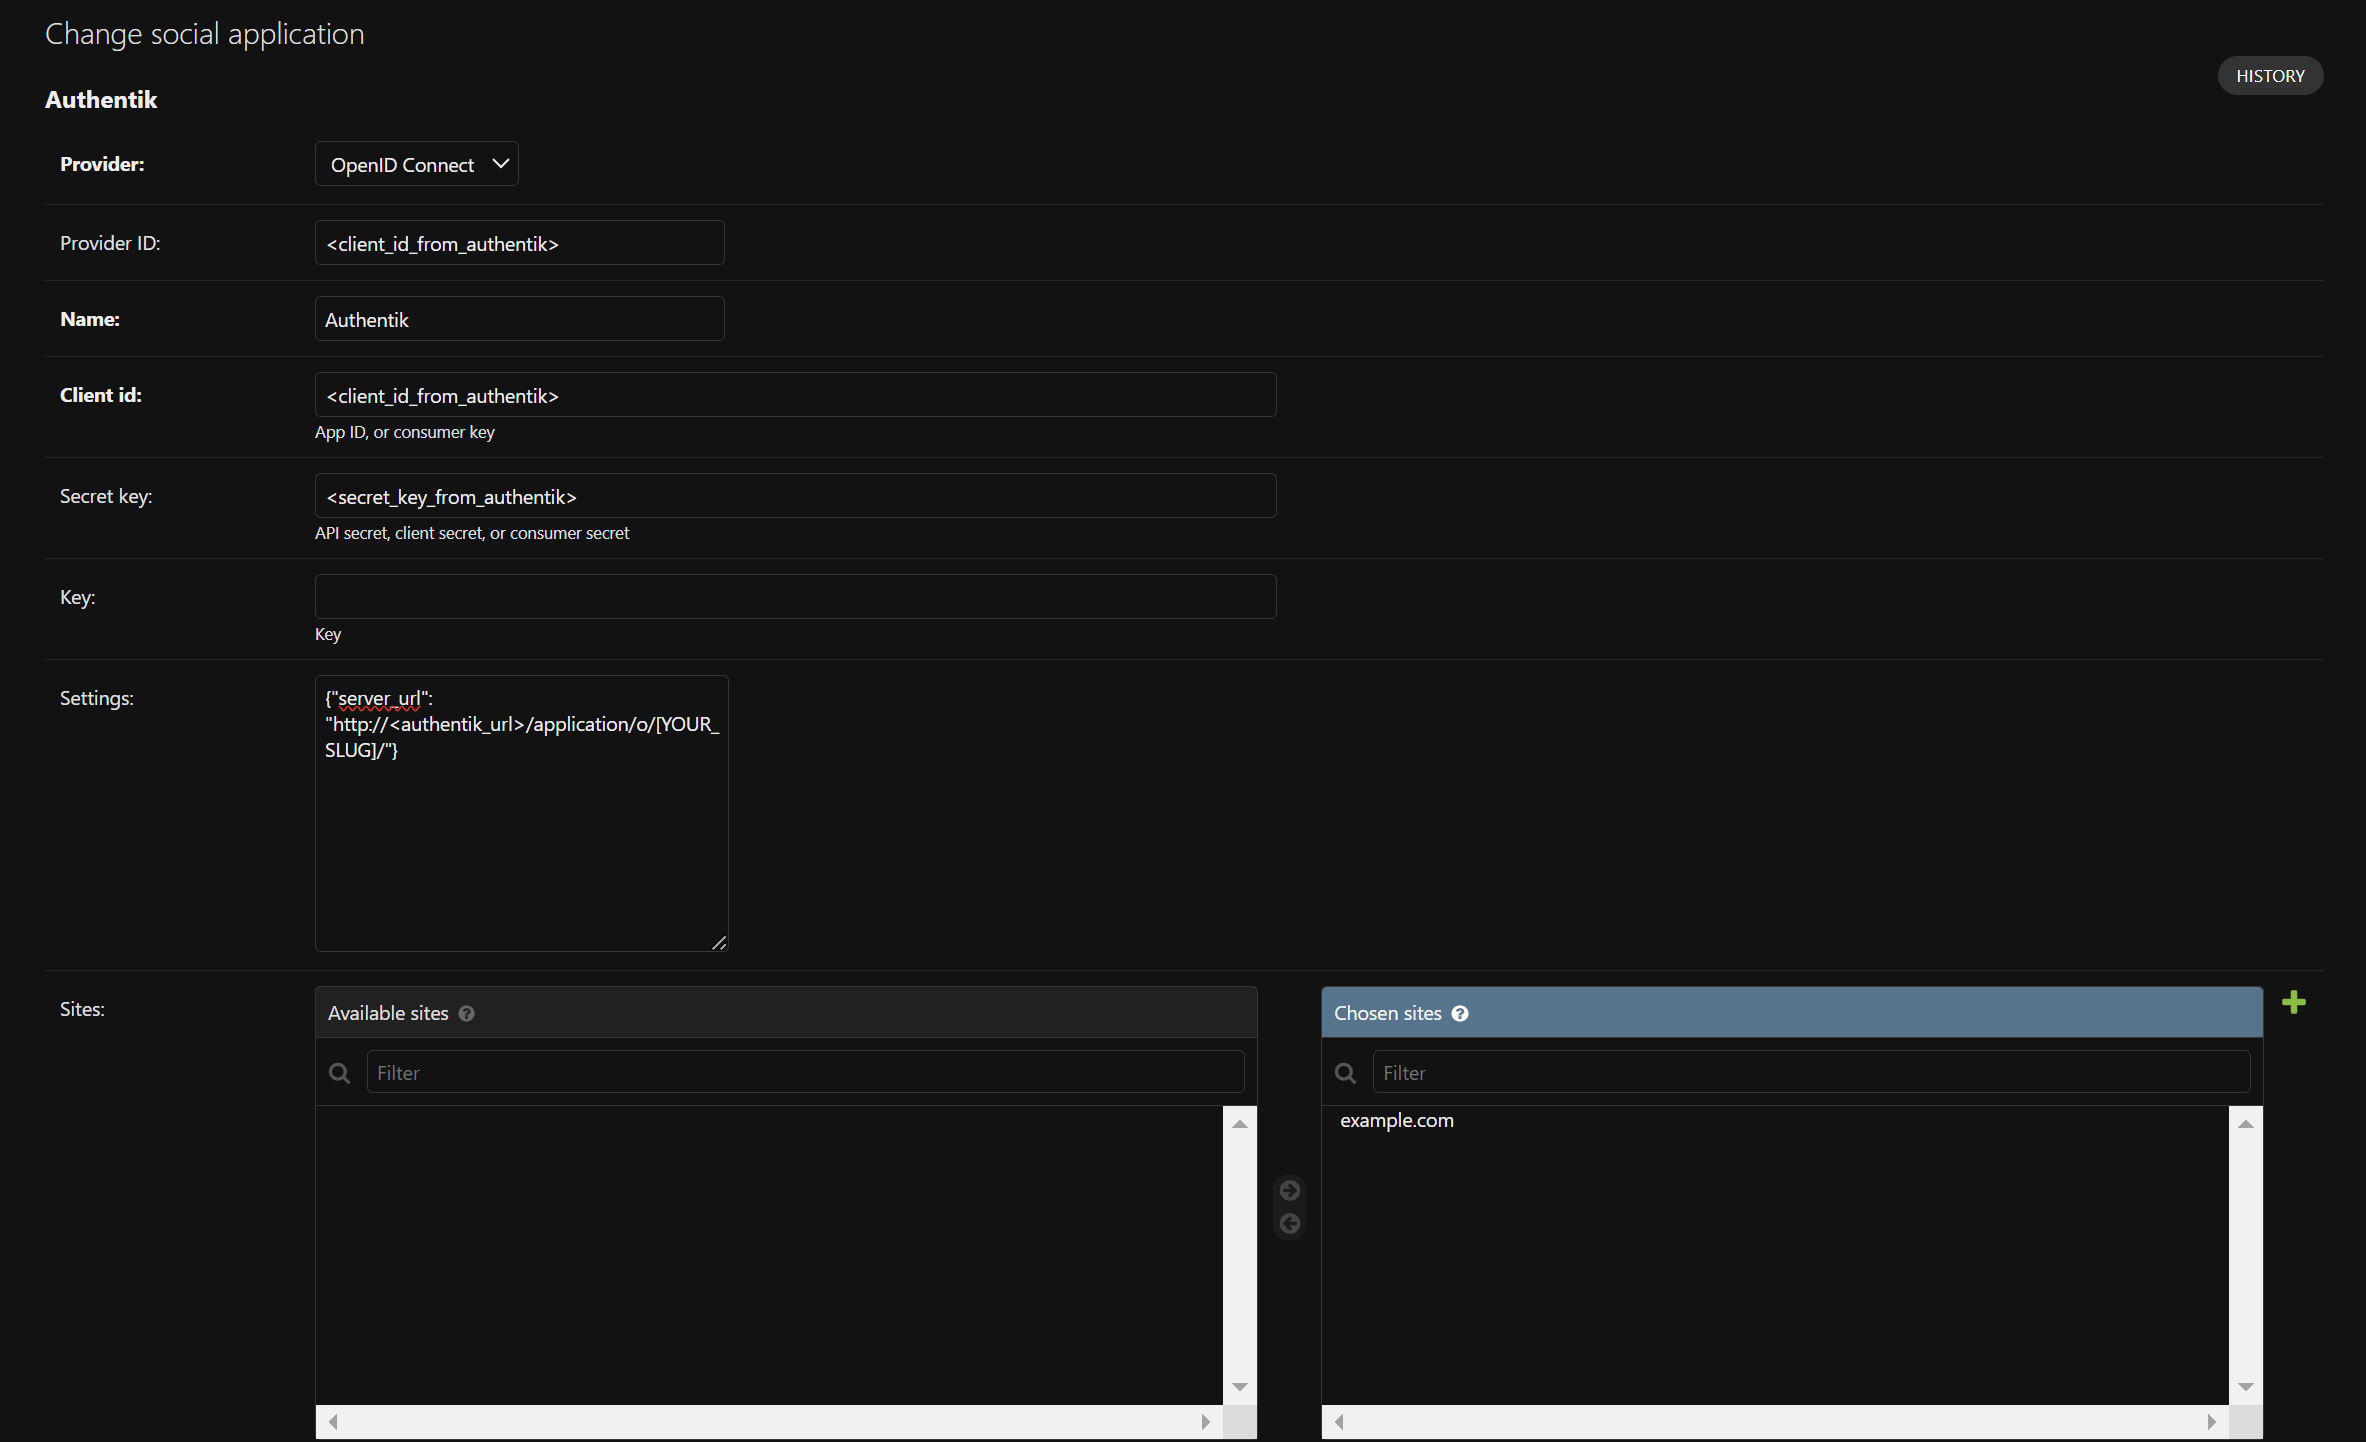 Change social application
HISTORY
Authentik
Provider: OpenID Connect
Provider ID: <client_id_from_authentik>
Name: Authentik
Client id: <client_id_from_authentik>
App ID, or consumer key
Secret key: <secret_key_from_authentik>
API secret, client secret, or consumer secret
Key:
Key
Settings: {"server_url":
"http://<authentik_url>/application/o/[YOUR_
SLUG]/"}
Sites: Available sites ? Chosen sites ?
Filter Filter
example.com